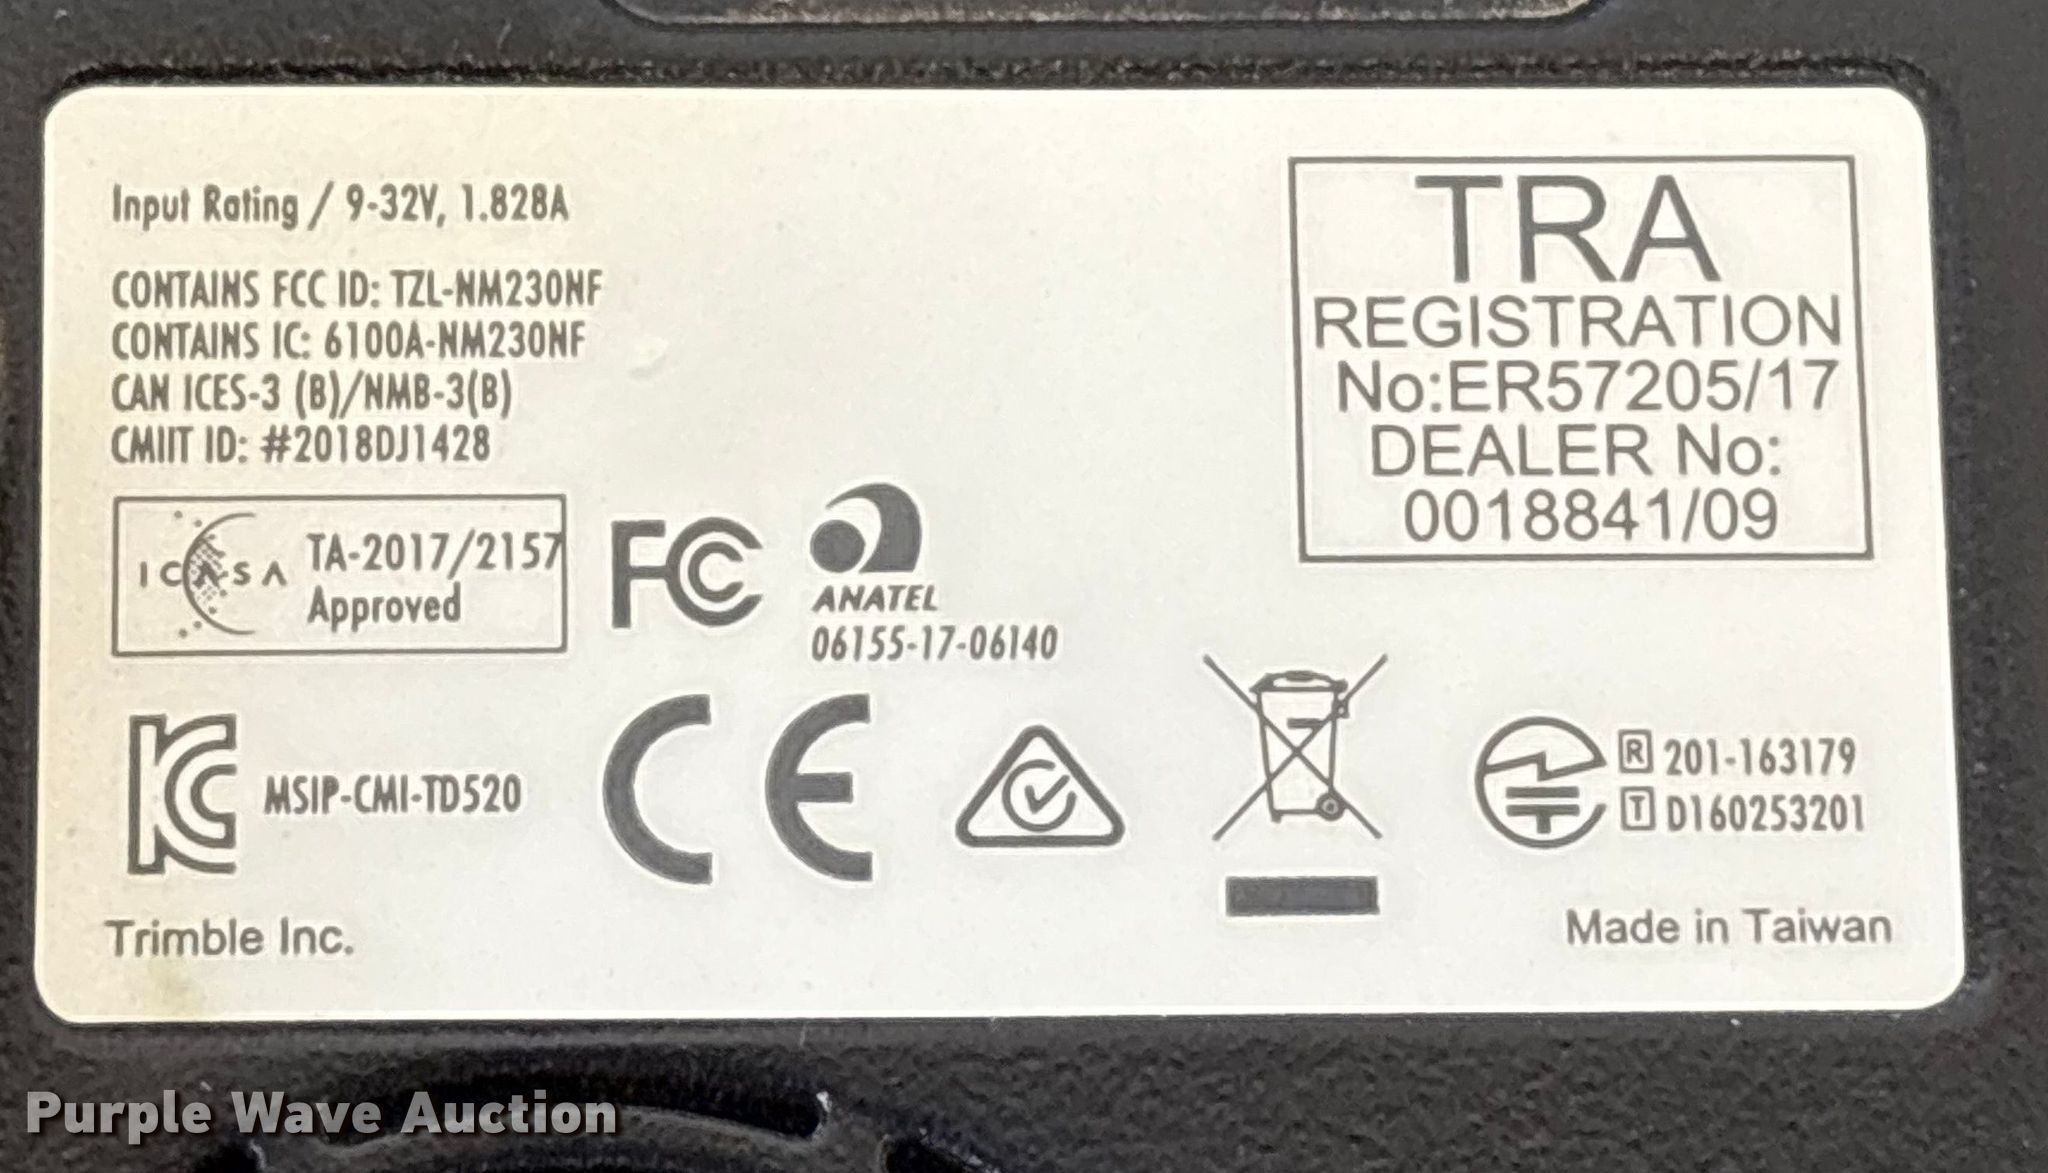 Input Rating / 9-32V, 1.828A
CONTAINS FCC ID: TZL-NM230NF
CONTAINS IC: 6100A-NM230NF
CAN ICES-3 (B)/NMB-3(B)
CMIIT ID: #2018DJ1428
TRA
REGISTRATION
No:ER57205/17
DEALER No:
0018841/09
ICASA
TA-2017/2157
Approved
FC
ANATEL
06155-17-06140
KC
MSIP-CMI-TD520
CE
R 201-163179
T D160253201
Trimble Inc.
Made in Taiwan
Purple Wave Auction